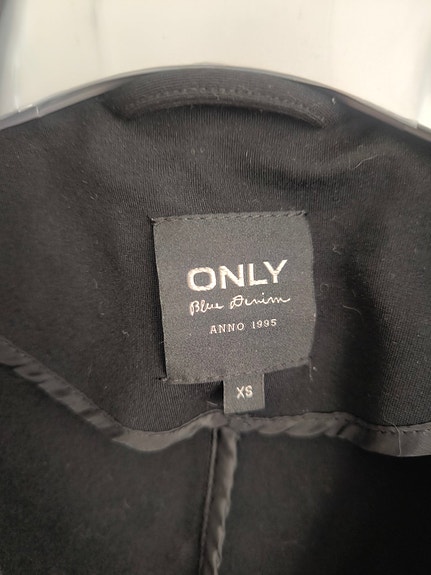 ONLY
Blue Denim
ANNO 1995
XS